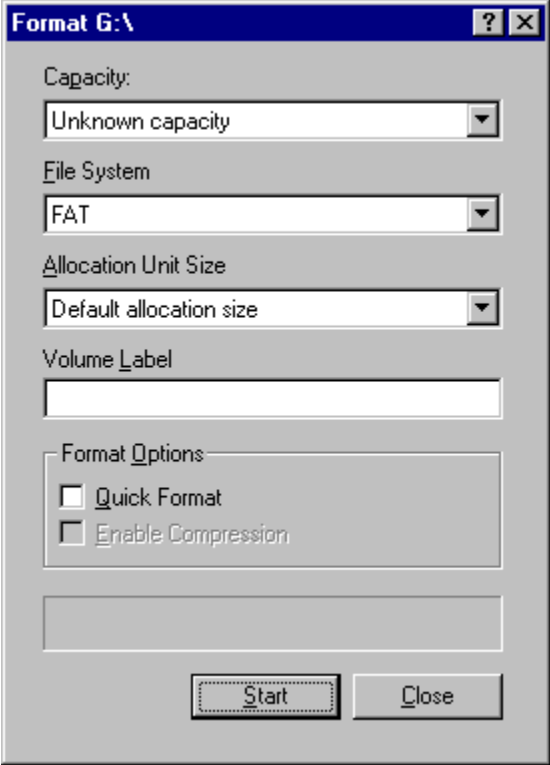 Format G:\
Capacity:
Unknown capacity
File System
FAT
Allocation Unit Size
Default allocation size
Volume Label
Format Options
Quick Format
Enable Compression
Start
Close